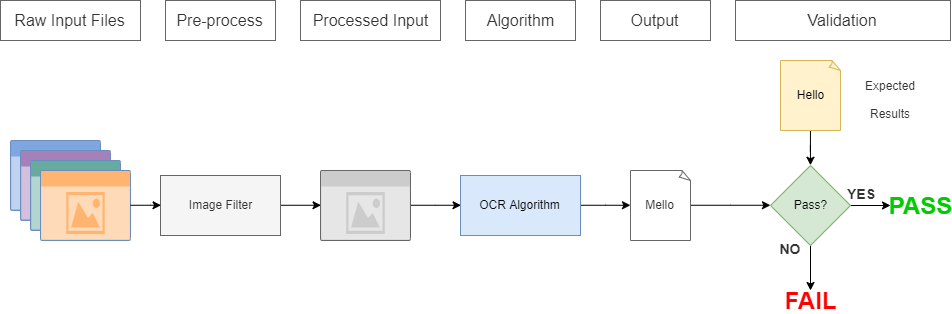 Raw Input Files
Pre-process
Processed Input
Algorithm
Output
Validation
Hello
Expected
Results
Image Filter
OCR Algorithm
Mello
Pass?
YES
PASS
NO
FAIL